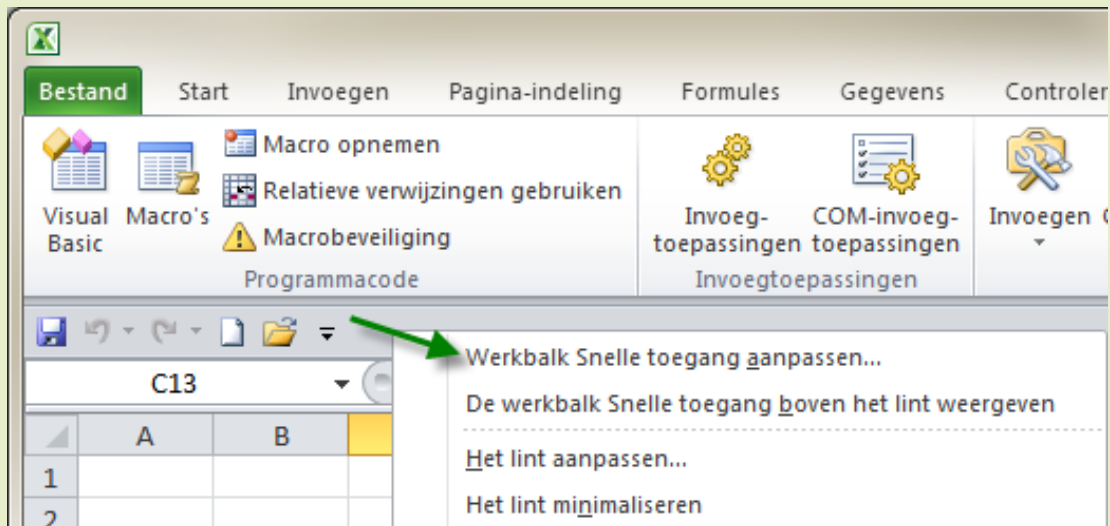 Bestand Start Invoegen Pagina-indeling Formules Gegevens Controler
Macro opnemen
Relatieve verwijzingen gebruiken
Macrobeveiliging
Visual Basic
Macro's
Programmacode
Invoeg-
toepassingen
COM-invoeg-
toepassingen
Invoegtoepassingen
Invoegen
Werkbalk Snelle toegang aanpassen...
De werkbalk Snelle toegang boven het lint weergeven
Het lint aanpassen...
Het lint minimaliseren
C13
A B
1
2